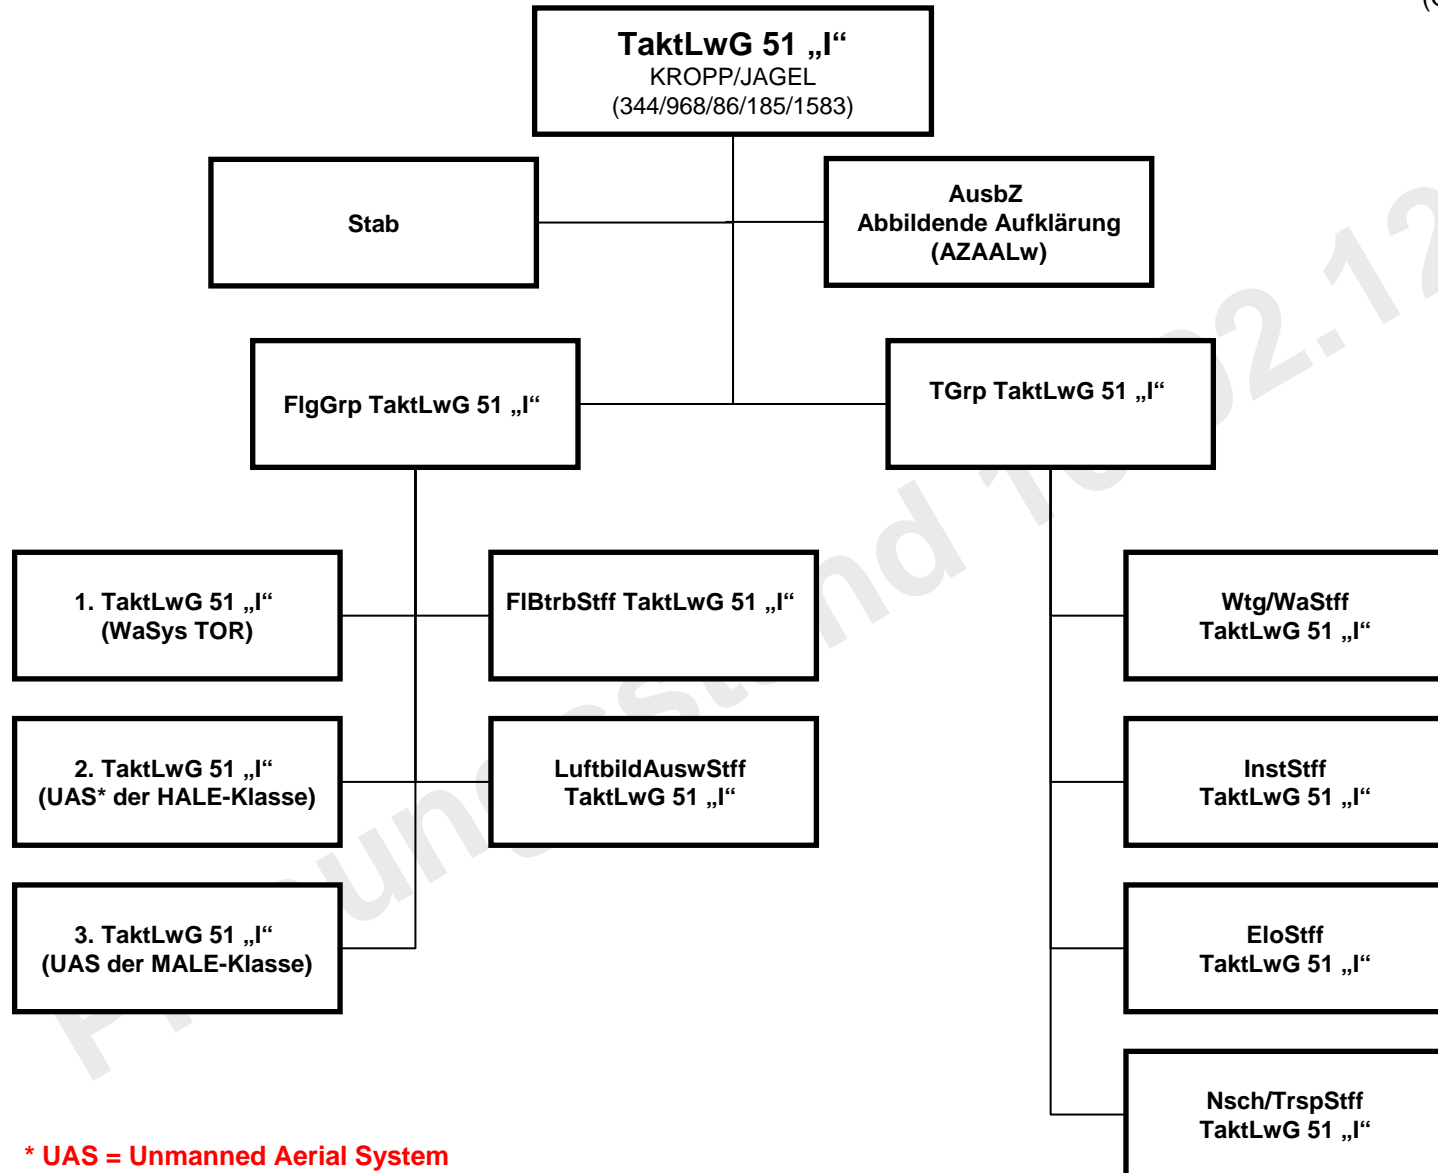 TaktLwG 51 „I“
KROPP/JAGEL
(344/968/86/185/1583)
Stab
AusbZ
Abbildende Aufklärung
(AZAALw)
FlgGrp TaktLwG 51 „I“
TGrp TaktLwG 51 „I“
1. TaktLwG 51 „I“
(WaSys TOR)
FlBtrbStff TaktLwG 51 „I“
Wtg/WaStff
TaktLwG 51 „I“
2. TaktLwG 51 „I“
(UAS* der HALE-Klasse)
LuftbildAuswStff
TaktLwG 51 „I“
InstStff
TaktLwG 51 „I“
3. TaktLwG 51 „I“
(UAS der MALE-Klasse)
EloStff
TaktLwG 51 „I“
Nsch/TrspStff
TaktLwG 51 „I“
* UAS = Unmanned Aerial System